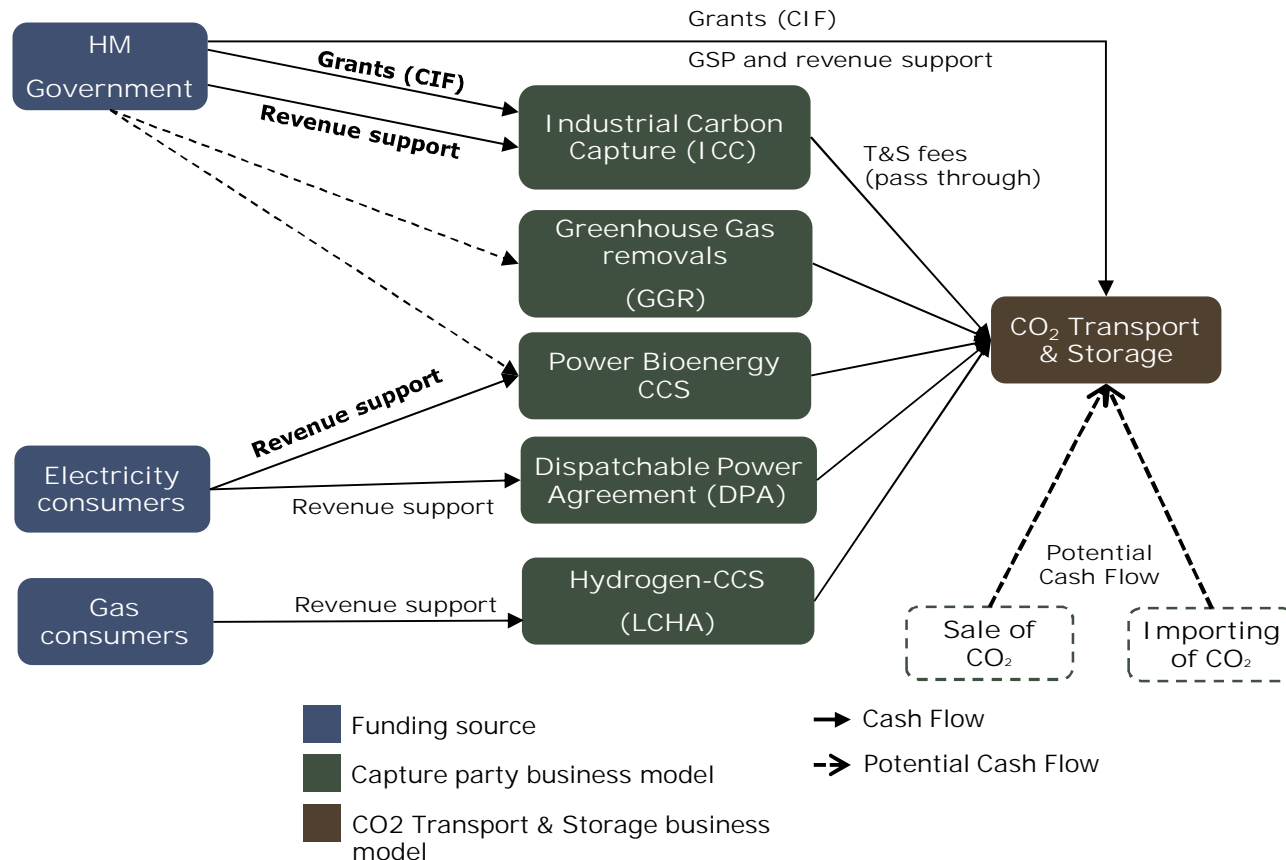 HM
Government
Grants (CIF)
GSP and revenue support
Grants (CIF)
Revenue support
Industrial Carbon
Capture (ICC)
T&S fees
(pass through)
Greenhouse Gas
removals
(GGR)
CO₂ Transport
& Storage
Power Bioenergy
CCS
Revenue support
Electricity
consumers
Revenue support
Dispatchable Power
Agreement (DPA)
Gas
consumers
Revenue support
Hydrogen-CCS
(LCHA)
Potential
Cash Flow
Sale of
CO₂
Importing
of CO₂
Funding source
Capture party business model
CO2 Transport & Storage business
model
Cash Flow
Potential Cash Flow